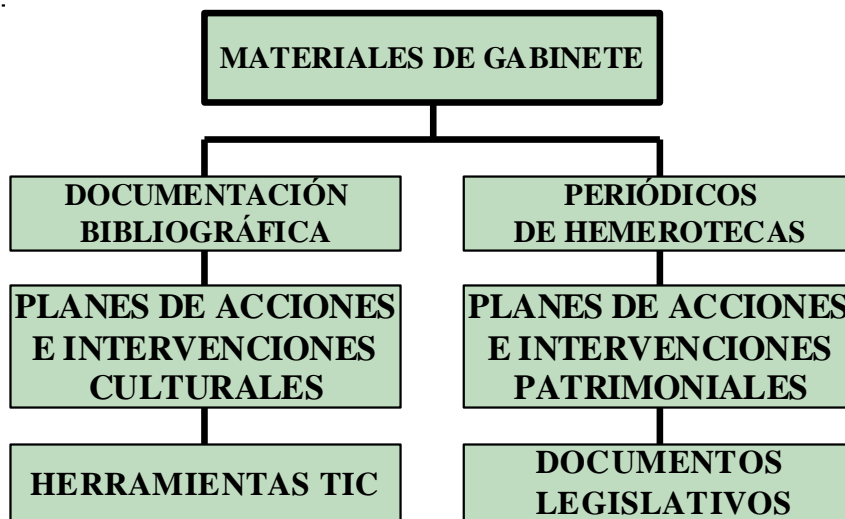 MATERIALES DE GABINETE
DOCUMENTACIÓN
BIBLIOGRÁFICA
PERIÓDICOS
DE HEMEROTECAS
PLANES DE ACCIONES
E INTERVENCIONES
CULTURALES
PLANES DE ACCIONES
E INTERVENCIONES
PATRIMONIALES
HERRAMIENTAS TIC
DOCUMENTOS
LEGISLATIVOS